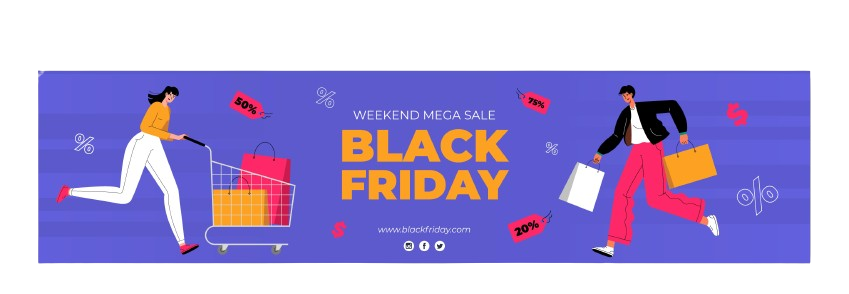 50%
WEEKEND MEGA SALE
BLACK
FRIDAY
www.blackfriday.com
75%
20%
%
%
%
%
$
$